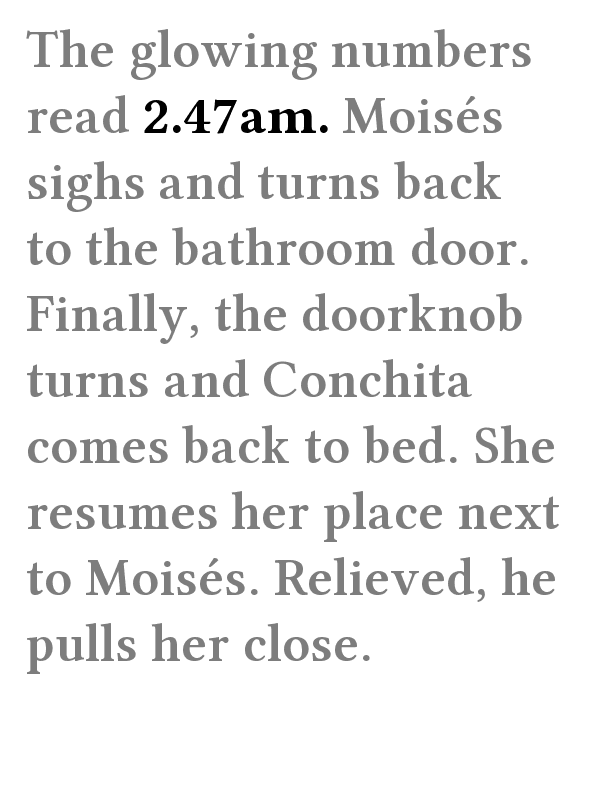 The glowing numbers
read 2.47am. Moisés
sighs and turns back
to the bathroom door.
Finally, the doorknob
turns and Conchita
comes back to bed. She
resumes her place next
to Moisés. Relieved, he
pulls her close.